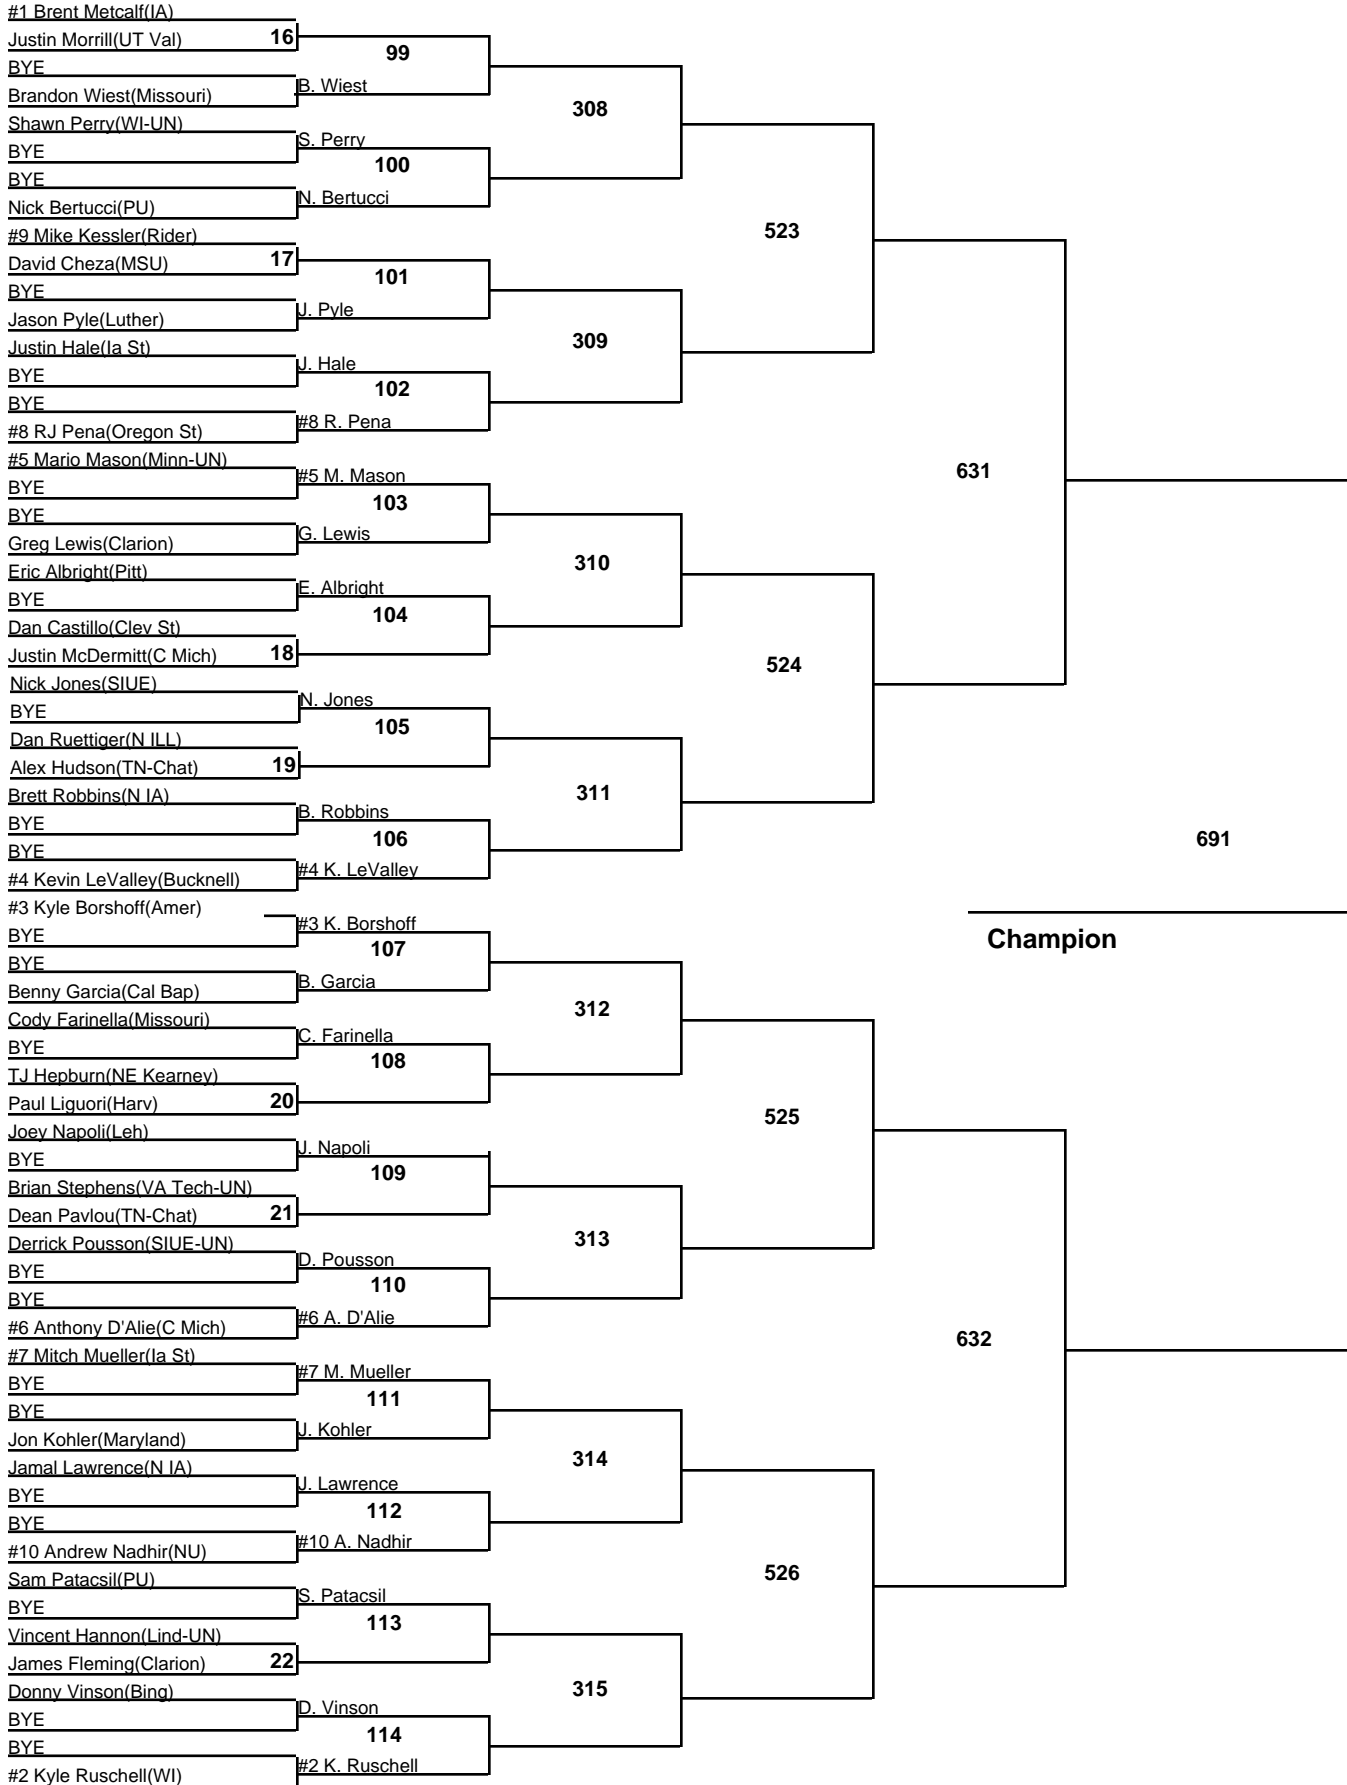 #1 Brent Metcalf(IA)
Justin Morrill(UT Val) 16
99
BYE
B. Wiest
Brandon Wiest(Missouri)
308
Shawn Perry(WI-UN)
S. Perry
BYE
100
BYE
N. Bertucci
Nick Bertucci(PU)
523
#9 Mike Kessler(Rider)
David Cheza(MSU) 17
101
BYE
J. Pyle
Jason Pyle(Luther)
309
Justin Hale(Ia St)
J. Hale
BYE
102
BYE
#8 R. Pena
#8 RJ Pena(Oregon St)
631
#5 Mario Mason(Minn-UN)
#5 M. Mason
BYE
103
BYE
G. Lewis
Greg Lewis(Clarion)
310
Eric Albright(Pitt)
E. Albright
BYE
104
Dan Castillo(Clev St)
Justin McDermitt(C Mich) 18
524
Nick Jones(SIUE)
N. Jones
BYE
105
Dan Ruettiger(N ILL)
Alex Hudson(TN-Chat) 19
311
Brett Robbins(N IA)
B. Robbins
BYE
106
691
BYE
#4 K. LeValley
#4 Kevin LeValley(Bucknell)
#3 Kyle Borshoff(Amer)
#3 K. Borshoff
BYE
Champion
107
BYE
B. Garcia
Benny Garcia(Cal Bap)
312
Cody Farinella(Missouri)
C. Farinella
BYE
108
TJ Hepburn(NE Kearney)
Paul Liguori(Harv) 20
525
Joey Napoli(Leh)
J. Napoli
BYE
109
Brian Stephens(VA Tech-UN)
Dean Pavlou(TN-Chat) 21
313
Derrick Pousson(SIUE-UN)
D. Pousson
BYE
110
BYE
#6 A. D'Alie
#6 Anthony D'Alie(C Mich)
632
#7 Mitch Mueller(Ia St)
#7 M. Mueller
BYE
111
BYE
J. Kohler
Jon Kohler(Maryland)
314
Jamal Lawrence(N IA)
J. Lawrence
BYE
112
BYE
#10 A. Nadhir
#10 Andrew Nadhir(NU)
526
Sam Patacsil(PU)
S. Patacsil
BYE
113
Vincent Hannon(Lind-UN)
James Fleming(Clarion) 22
315
Donny Vinson(Bing)
D. Vinson
BYE
114
BYE
#2 K. Ruschell
#2 Kyle Ruschell(WI)